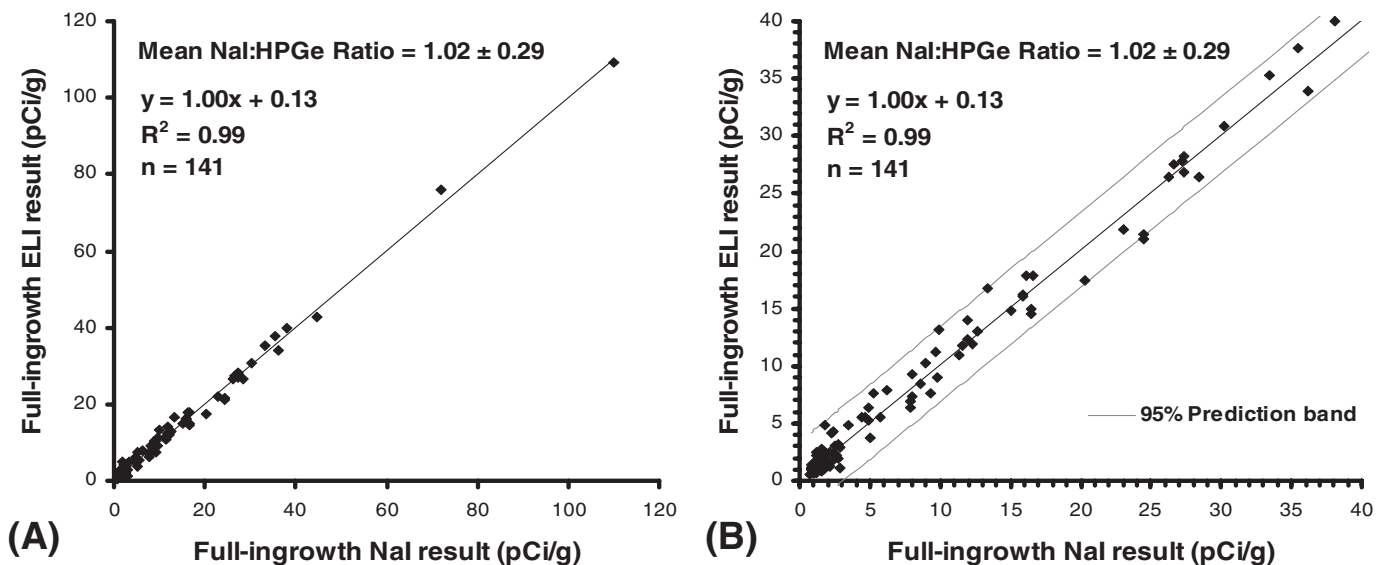 Mean NaI:HPGe Ratio = 1.02 ± 0.29
y = 1.00x + 0.13
R² = 0.99
n = 141
Full-ingrowth ELI result (pCi/g)
120
100
80
60
40
20
0
0 20 40 60 80 100 120
Full-ingrowth NaI result (pCi/g)
(A)
Mean NaI:HPGe Ratio = 1.02 ± 0.29
y = 1.00x + 0.13
R² = 0.99
n = 141
Full-ingrowth ELI result (pCi/g)
40
35
30
25
20
15
10
5
0
95% Prediction band
0 5 10 15 20 25 30 35 40
Full-ingrowth NaI result (pCi/g)
(B)